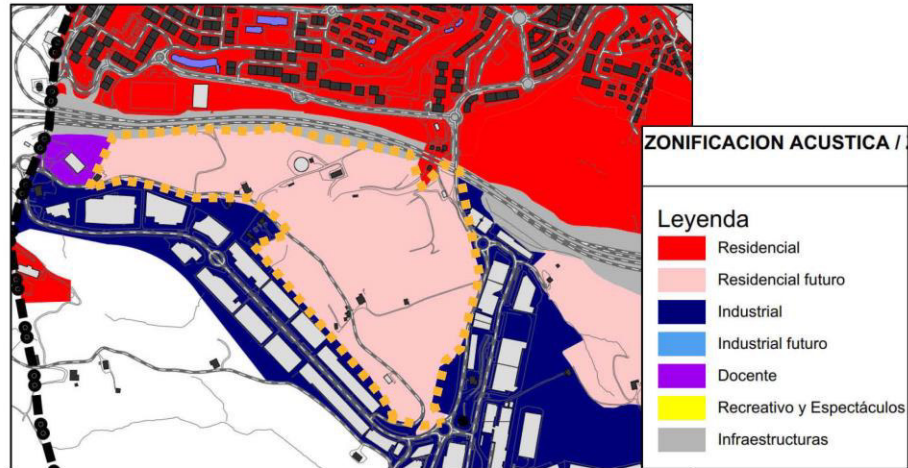 ZONIFICACION ACUSTICA /
Leyenda
Residencial
Residencial futuro
Industrial
Industrial futuro
Docente
Recreativo y Espectáculos
Infraestructuras